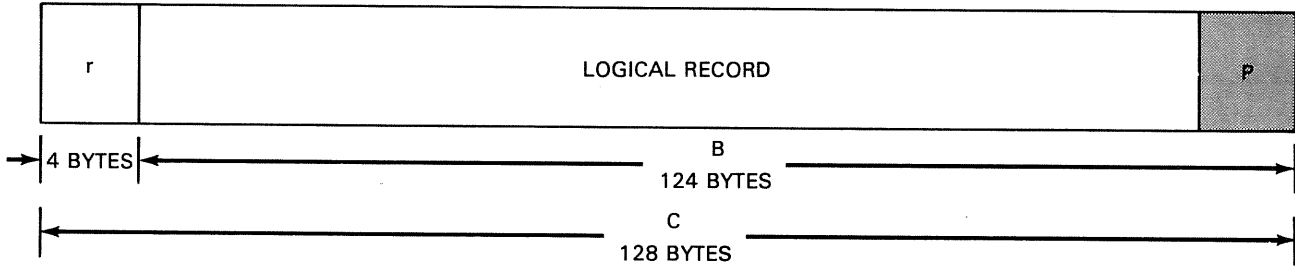 r
LOGICAL RECORD
P
4 BYTES
B
124 BYTES
C
128 BYTES